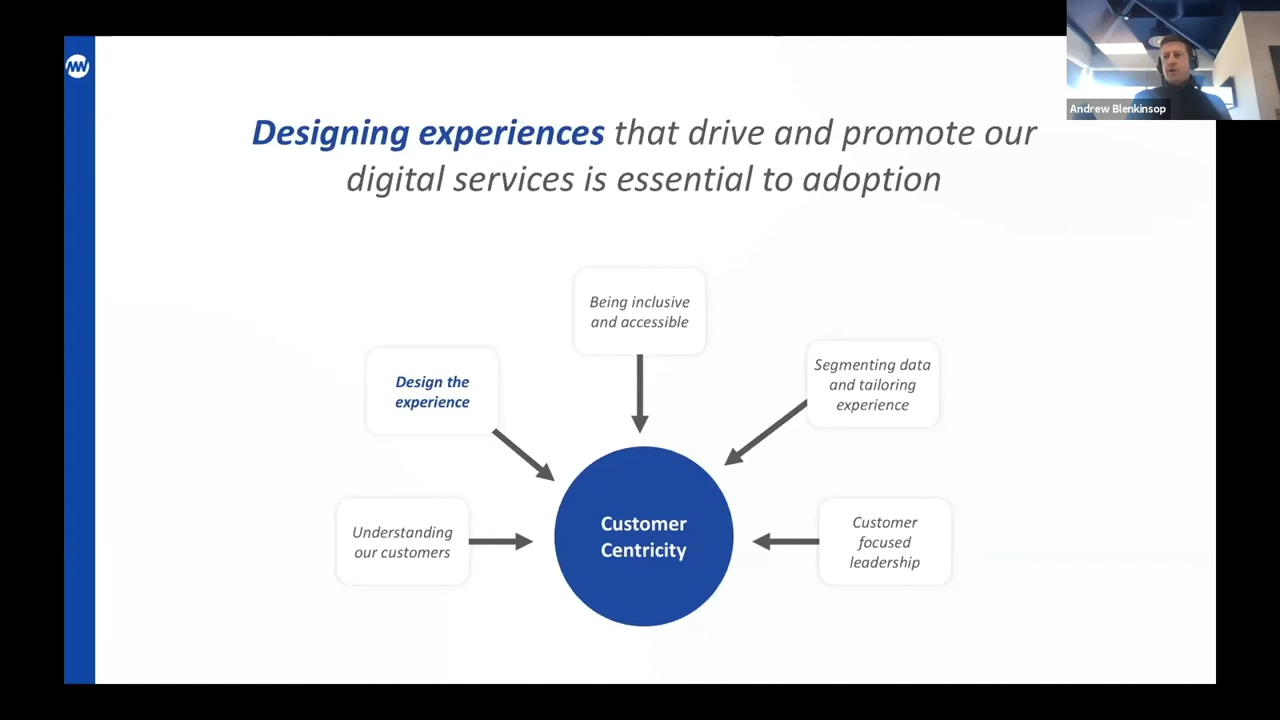 Andrew Blenkinsop
Designing experiences that drive and promote our
digital services is essential to adoption
Being inclusive
and accessible
Design the
experience
Segmenting data
and tailoring
experience
Understanding
our customers
Customer
Centricity
Customer
focused
leadership